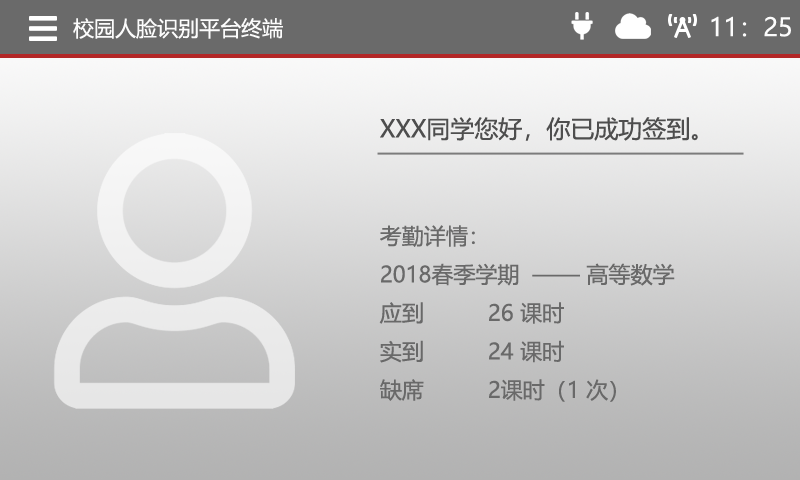 校园人脸识别平台终端 11：25
XXX同学您好，你已成功签到。
考勤详情：
2018春季学期 —— 高等数学
应到 26 课时
实到 24 课时
缺席 2课时（1 次）